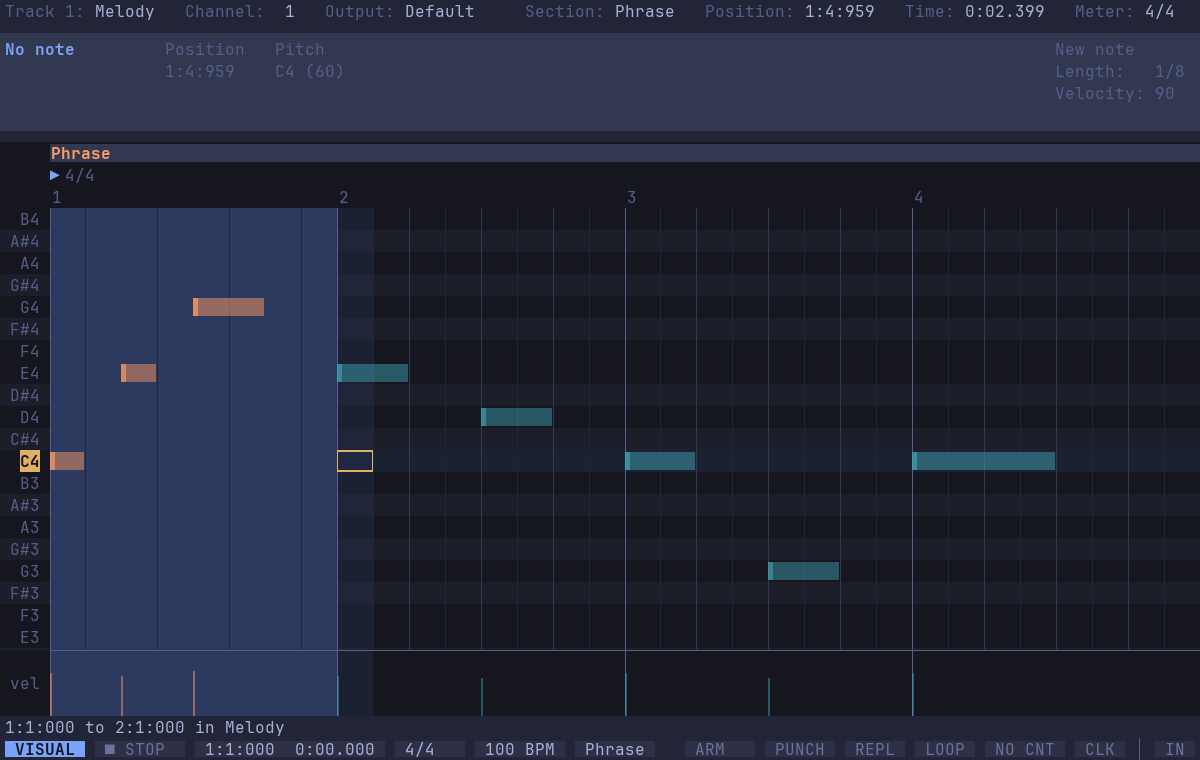 Track 1: Melody Channel: 1 Output: Default Section: Phrase Position: 1:4:959 Time: 0:02.399 Meter: 4/4
No note Position Pitch New note
1:4:959 C4 (60) Length: 1/8
Velocity: 90
Phrase
▶ 4/4
1 2 3 4
B4
A#4
A4
G#4
G4
F#4
F4
E4
D#4
D4
C#4
C4
B3
A#3
A3
G#3
G3
F#3
F3
E3
vel
1:1:000 to 2:1:000 in Melody
VISUAL ■ STOP 1:1:000 0:00.000 4/4 100 BPM Phrase ARM PUNCH REPL LOOP NO CNT CLK IN